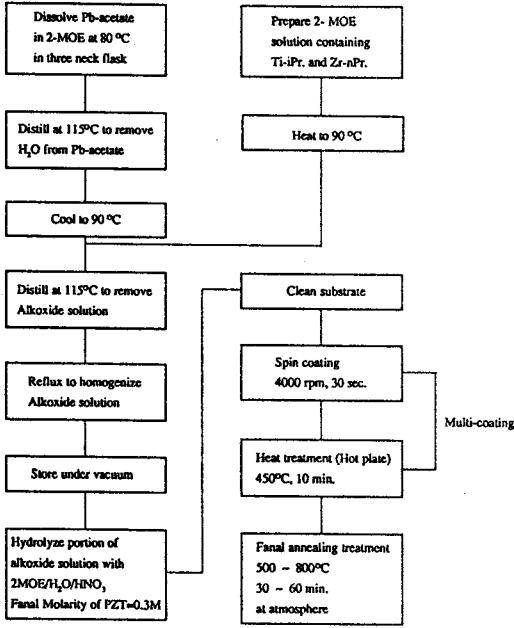 Dissolve Pb-acetate
in 2-MOE at 80 °C
in three neck flask
Distill at 115°C to remove
H₂O from Pb-acetate
Cool to 90 °C
Prepare 2- MOE
solution containing
Ti-iPr. and Zr-nPr.
Heat to 90 °C
Distill at 115°C to remove
Alkoxide solution
Reflux to homogenize
Alkoxide solution
Store under vacuum
Hydrolyze portion of
alkoxide solution with
2MOE/H₂O/HNO₃
Fanal Molarity of PZT=0.3M
Clean substrate
Spin coating
4000 rpm, 30 sec.
Multi-coating
Heat treatment (Hot plate)
450°C, 10 min.
Fanal annealing treatment
500 ~ 800°C
30 ~ 60 min.
at atmosphere